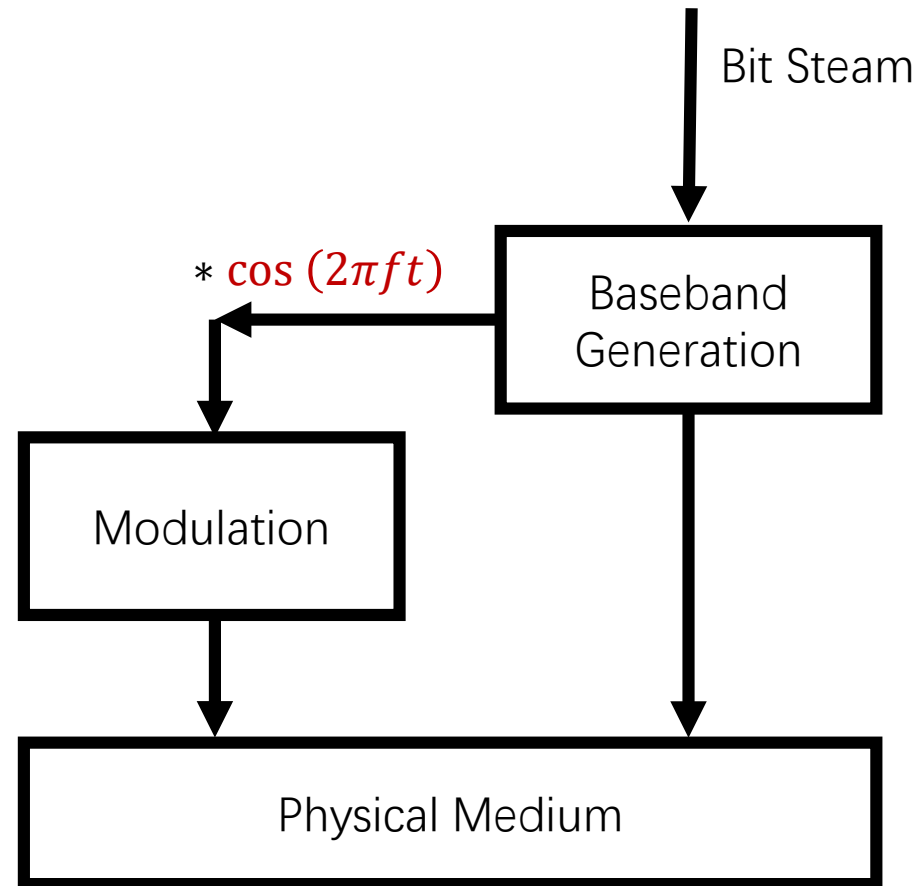 Bit Steam
* cos (2πft)
Baseband
Generation
Modulation
Physical Medium